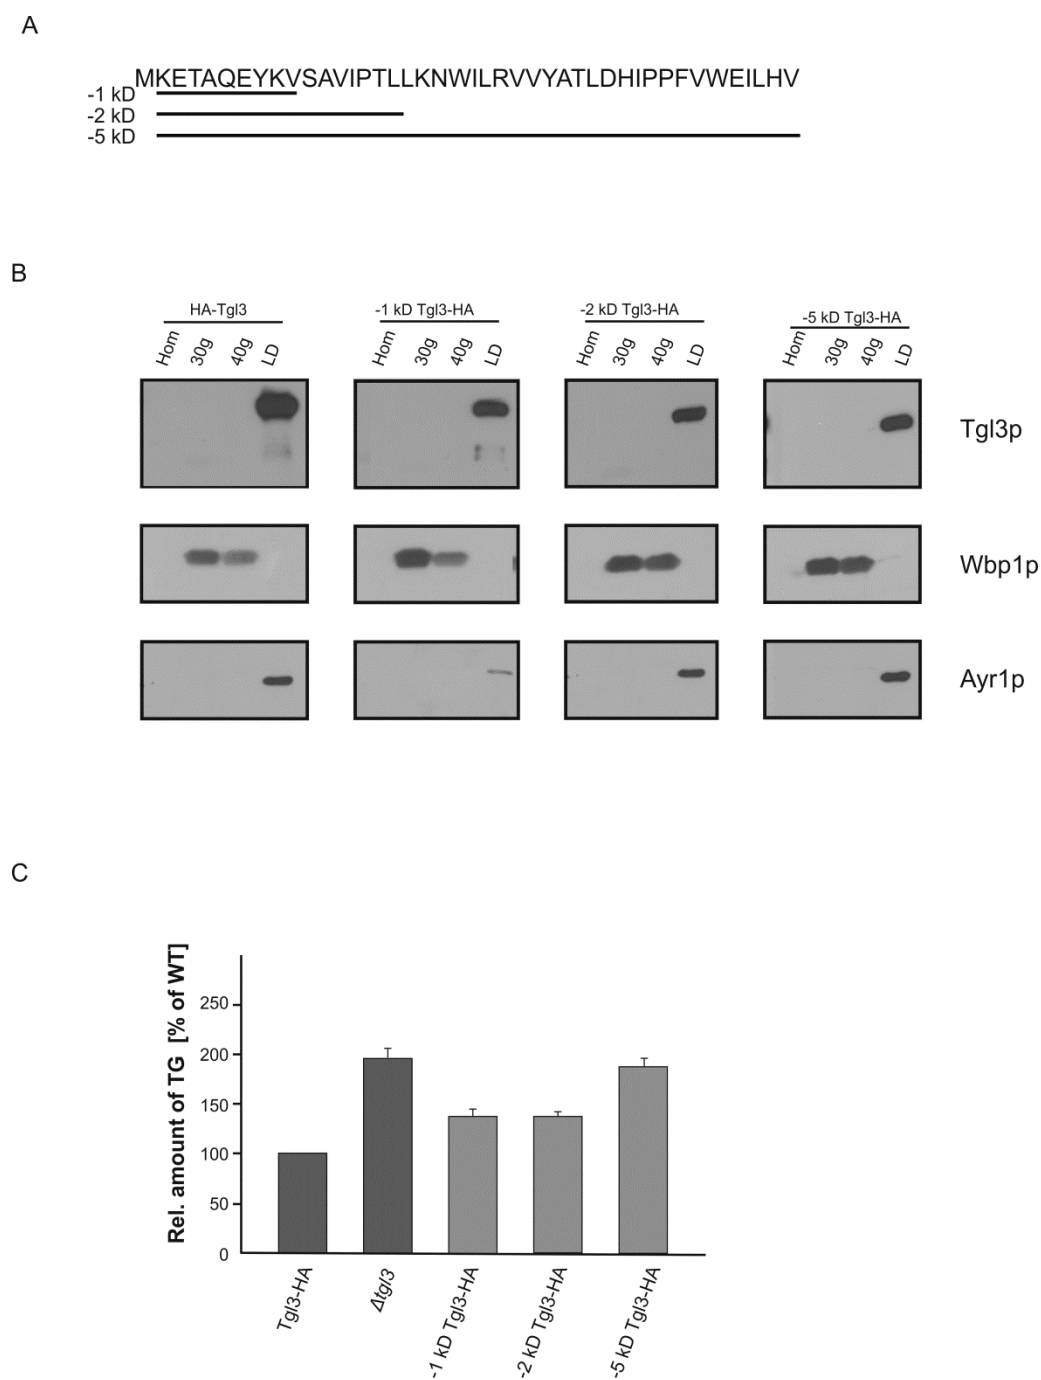 A
MKETAQEYKVSAVIPTLLKNWILRVVYATLDHIPPFVWEILHV
-1 kD
-2 kD
-5 kD
B
HA-Tgl3
-1 kD Tgl3-HA
-2 kD Tgl3-HA
-5 kD Tgl3-HA
Hom 30g 40g LD
Hom 30g 40g LD
Hom 30g 40g LD
Hom 30g 40g LD
Tgl3p
Wbp1p
Ayr1p
C
Rel. amount of TG [% of WT]
250
200
150
100
50
0
Tgl3-HA
Δtgl3
-1 kD Tgl3-HA
-2 kD Tgl3-HA
-5 kD Tgl3-HA